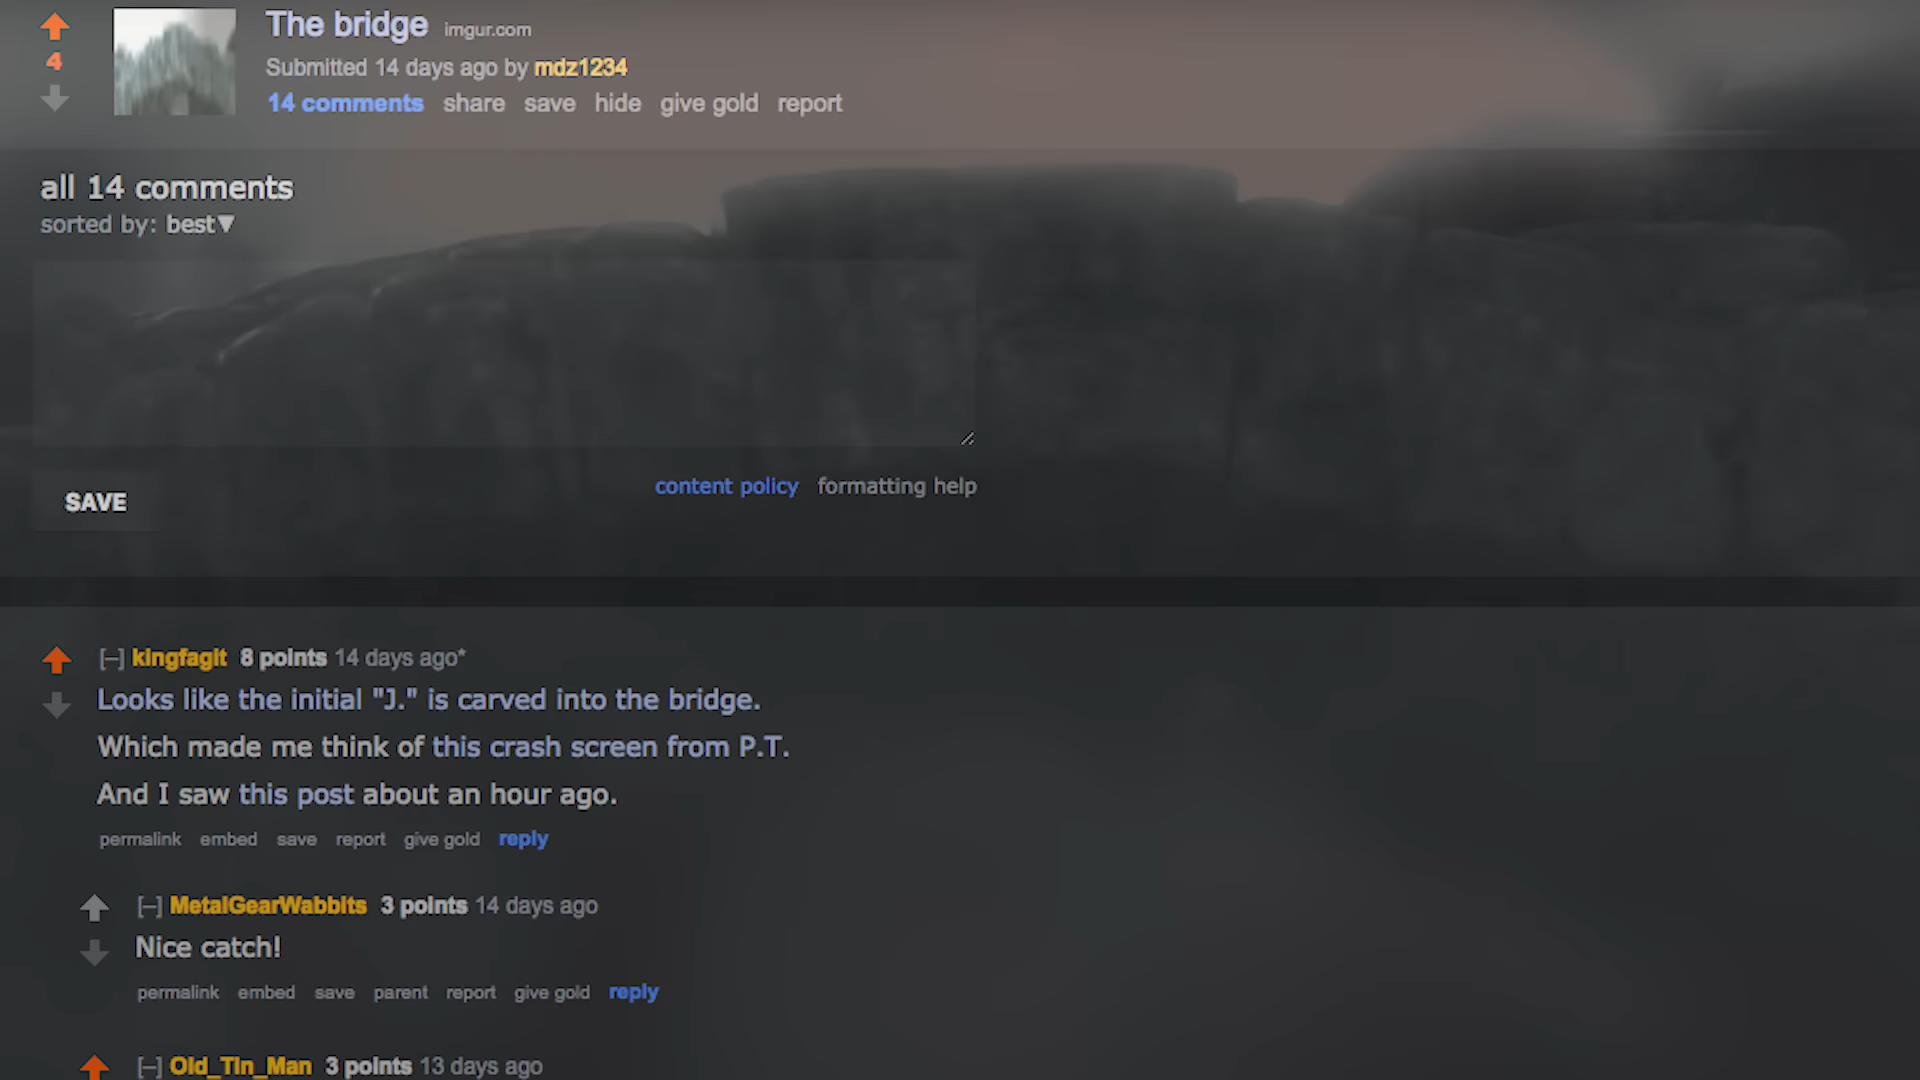 The bridge imgur.com
4
Submitted 14 days ago by mdz1234
14 comments share save hide give gold report
all 14 comments
sorted by: best▼
content policy formatting help
SAVE
[–] kingfagit 8 points 14 days ago*
Looks like the initial "J." is carved into the bridge.
Which made me think of this crash screen from P.T.
And I saw this post about an hour ago.
permalink embed save report give gold reply
[–] MetalGearWabbits 3 points 14 days ago
Nice catch!
permalink embed save parent report give gold reply
[–] Old_Tin_Man 3 points 13 days ago